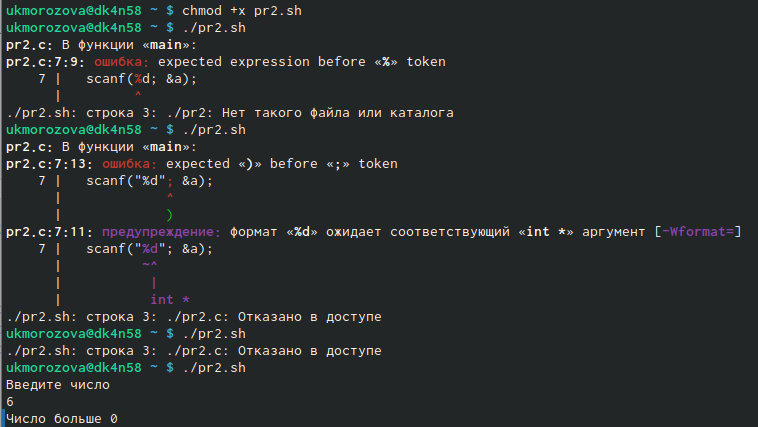 ukmorozova@dk4n58 ~ $ chmod +x pr2.sh
ukmorozova@dk4n58 ~ $ ./pr2.sh
pr2.c: В функции «main»:
pr2.c:7:9: ошибка: expected expression before «%» token
    7 |   scanf(%d; &a);
      |         ^
./pr2.sh: строка 3: ./pr2: Нет такого файла или каталога
ukmorozova@dk4n58 ~ $ ./pr2.sh
pr2.c: В функции «main»:
pr2.c:7:13: ошибка: expected «)» before «;» token
    7 |   scanf("%d"; &a);
      |             ^
      |             )
pr2.c:7:11: предупреждение: формат «%d» ожидает соответствующий «int *» аргумент [-Wformat=]
    7 |   scanf("%d"; &a);
      |          ~^
      |           |
      |           int *
./pr2.sh: строка 3: ./pr2.c: Отказано в доступе
ukmorozova@dk4n58 ~ $ ./pr2.sh
./pr2.sh: строка 3: ./pr2.c: Отказано в доступе
ukmorozova@dk4n58 ~ $ ./pr2.sh
Введите число
6
Число больше 0